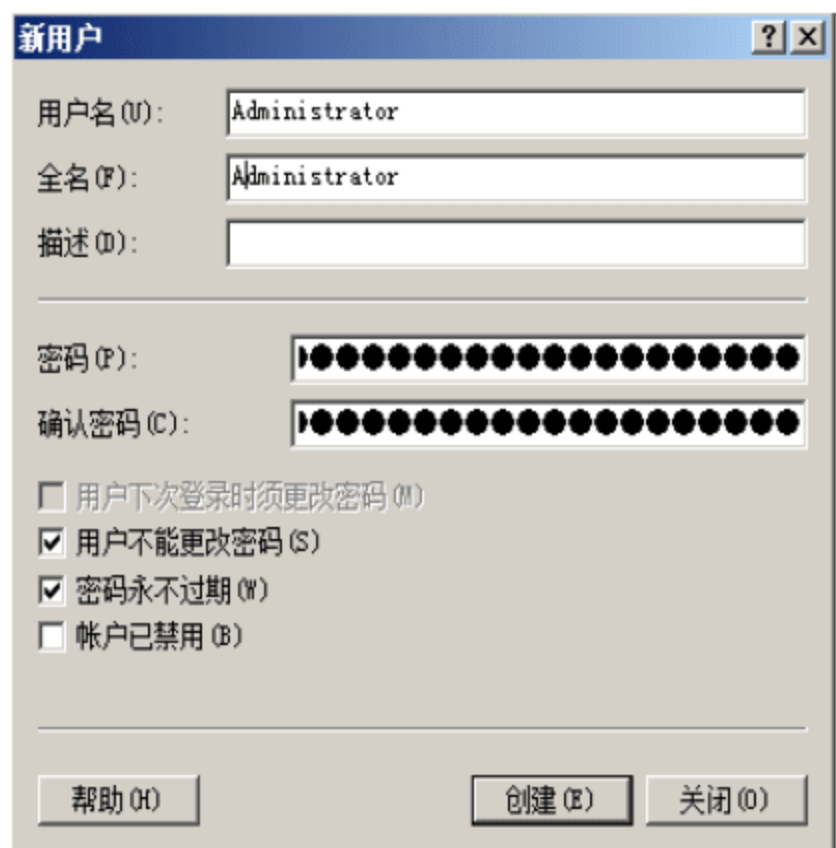 新用户
用户名(U): Administrator
全名(F): Administrator
描述(D):
密码(P): ●●●●●●●●●●●●●●●●●●●
确认密码(C): ●●●●●●●●●●●●●●●●●●●
用户下次登录时须更改密码(M)
用户不能更改密码(S)
密码永不过期(W)
帐户已禁用(B)
帮助(H) 创建(E) 关闭(O)